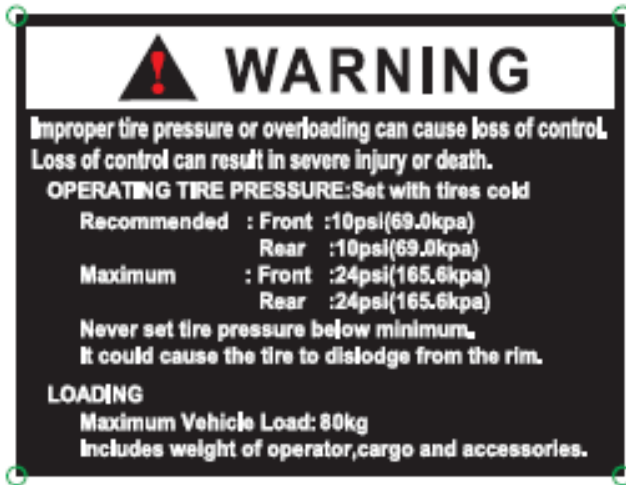 WARNING
Improper tire pressure or overloading can cause loss of control.
Loss of control can result in severe injury or death.
OPERATING TIRE PRESSURE:Set with tires cold
Recommended : Front :10psi(69.0kpa)
Rear :10psi(69.0kpa)
Maximum : Front :24psi(165.6kpa)
Rear :24psi(165.6kpa)
Never set tire pressure below minimum.
It could cause the tire to dislodge from the rim.
LOADING
Maximum Vehicle Load: 80kg
Includes weight of operator,cargo and accessories.